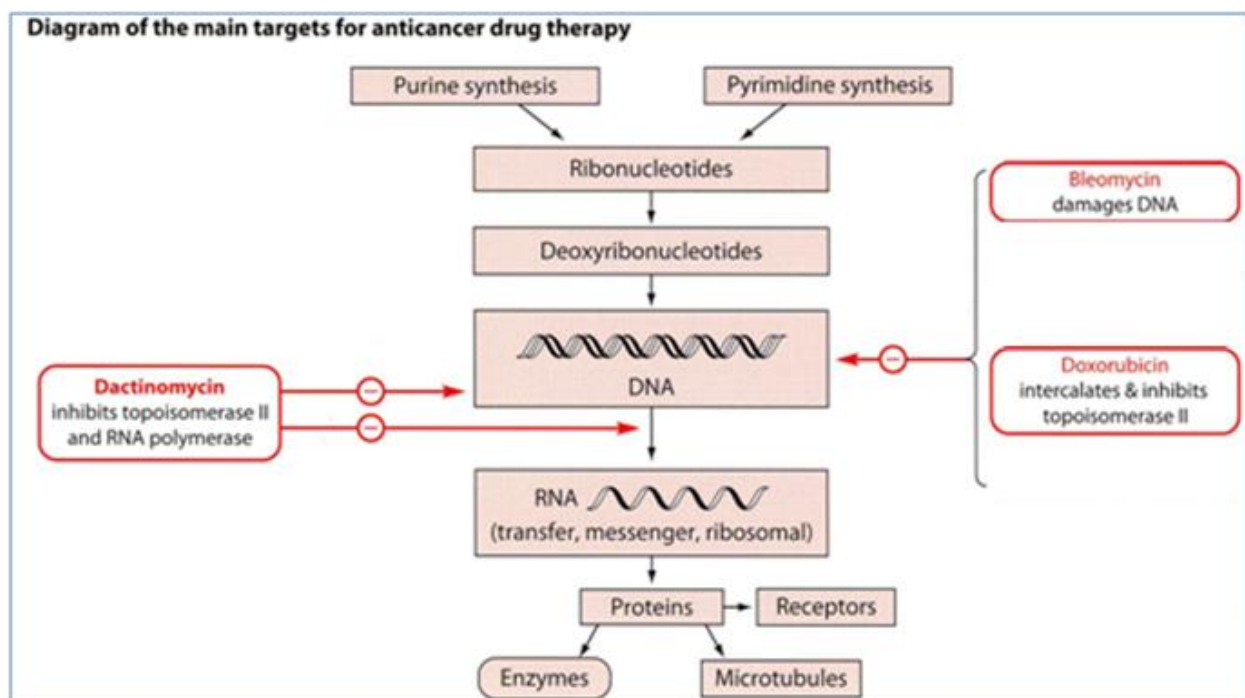 Diagram of the main targets for anticancer drug therapy
Purine synthesis
Pyrimidine synthesis
Ribonucleotides
Bleomycin
damages DNA
Deoxyribonucleotides
DNA
Dactinomycin
inhibits topoisomerase II
and RNA polymerase
Doxorubicin
intercalates & inhibits
topoisomerase II
RNA
(transfer, messenger, ribosomal)
Proteins
Receptors
Enzymes
Microtubules